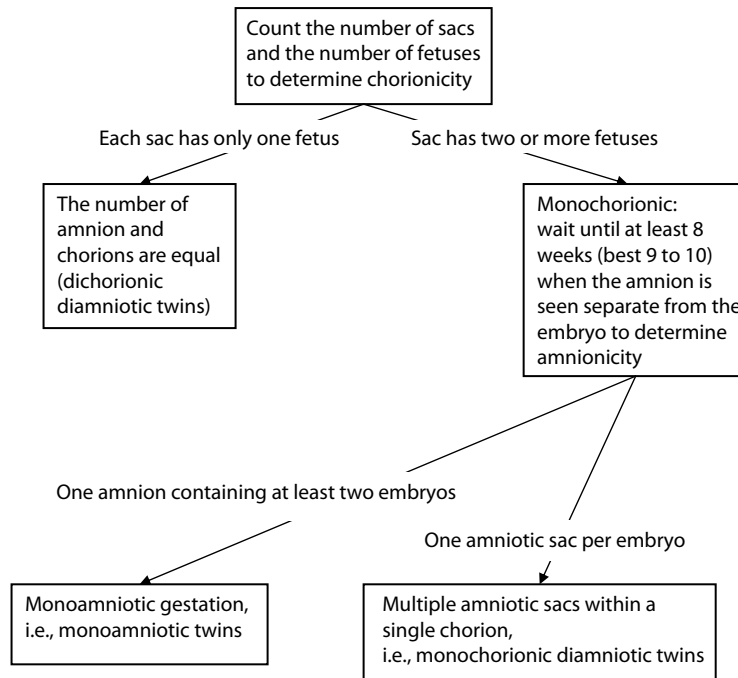 Count the number of sacs
and the number of fetuses
to determine chorionicity
Each sac has only one fetus
Sac has two or more fetuses
The number of
amnion and
chorions are equal
(dichorionic
diamniotic twins)
Monochorionic:
wait until at least 8
weeks (best 9 to 10)
when the amnion is
seen separate from the
embryo to determine
amnionicity
One amnion containing at least two embryos
One amniotic sac per embryo
Monoamniotic gestation,
i.e., monoamniotic twins
Multiple amniotic sacs within a
single chorion,
i.e., monochorionic diamniotic twins